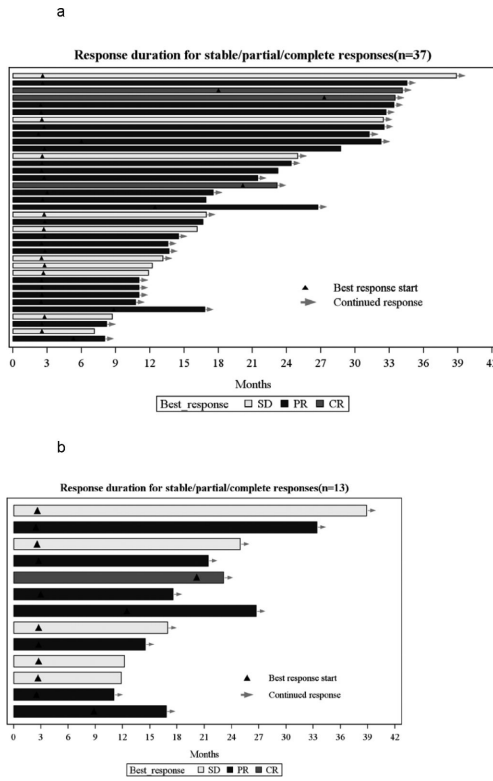 a
Response duration for stable/partial/complete responses(n=37)
Best response start
Continued response
0 3 6 9 12 15 18 21 24 27 30 33 36 39 42
Months
Best_response SD PR CR
b
Response duration for stable/partial/complete responses(n=13)
Best response start
Continued response
0 3 6 9 12 15 18 21 24 27 30 33 36 39 42
Months
Best_response SD PR CR